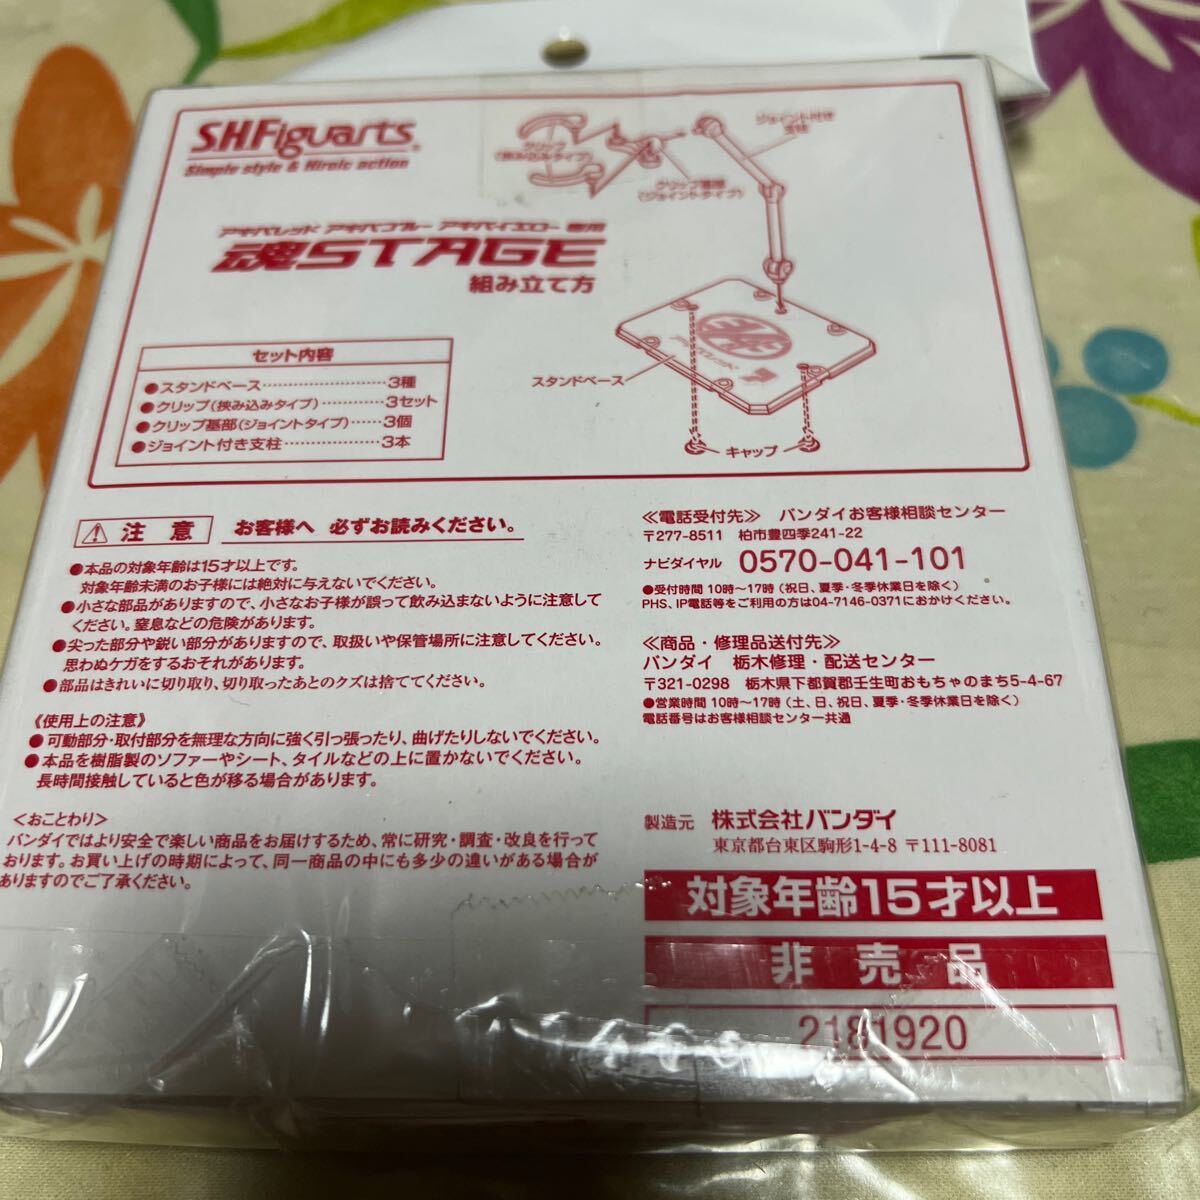 S.H.Figuarts
Simple style & Hiroic action
アキバレッド アキバブルー アキバイエロー 専用
魂STAGE
組み立て方
セット内容
●スタンドベース……………………3種
●クリップ(挟み込みタイプ)…………3セット
●クリップ基部(ジョイントタイプ)……3個
●ジョイント付き支柱………………3本
クリップ
(挟み込みタイプ)
ジョイント付き
支柱
クリップ基部
(ジョイントタイプ)
スタンドベース
アキバレッド
キャップ
注 意 お客様へ 必ずお読みください。
●本品の対象年齢は15才以上です。
対象年齢未満のお子様には絶対に与えないでください。
●小さな部品がありますので、小さなお子様が誤って飲み込まないように注意して
ください。窒息などの危険があります。
●尖った部分や鋭い部分がありますので、取扱いや保管場所に注意してください。
思わぬケガをするおそれがあります。
●部品はきれいに切り取り、切り取ったあとのクズは捨ててください。
《使用上の注意》
●可動部分・取付部分を無理な方向に強く引っ張ったり、曲げたりしないでください。
●本品を樹脂製のソファーやシート、タイルなどの上に置かないでください。
長時間接触していると色が移る場合があります。
＜おことわり＞
バンダイではより安全で楽しい商品をお届けするため、常に研究・調査・改良を行って
おります。お買い上げの時期によって、同一商品の中にも多少の違いがある場合が
ありますのでご了承ください。
≪電話受付先≫ バンダイお客様相談センター
〒277-8511 柏市豊四季241-22
ナビダイヤル 0570-041-101
●受付時間 10時～17時 (祝日、夏季・冬季休業日を除く)
PHS、IP電話等をご利用の方は04-7146-0371におかけください。
≪商品・修理品送付先≫
バンダイ 栃木修理・配送センター
〒321-0298 栃木県下都賀郡壬生町おもちゃのまち5-4-67
●営業時間 10時～17時 (土、日、祝日、夏季・冬季休業日を除く)
電話番号はお客様相談センター共通
製造元 株式会社バンダイ
東京都台東区駒形1-4-8 〒111-8081
対象年齢15才以上
非売品
2181920